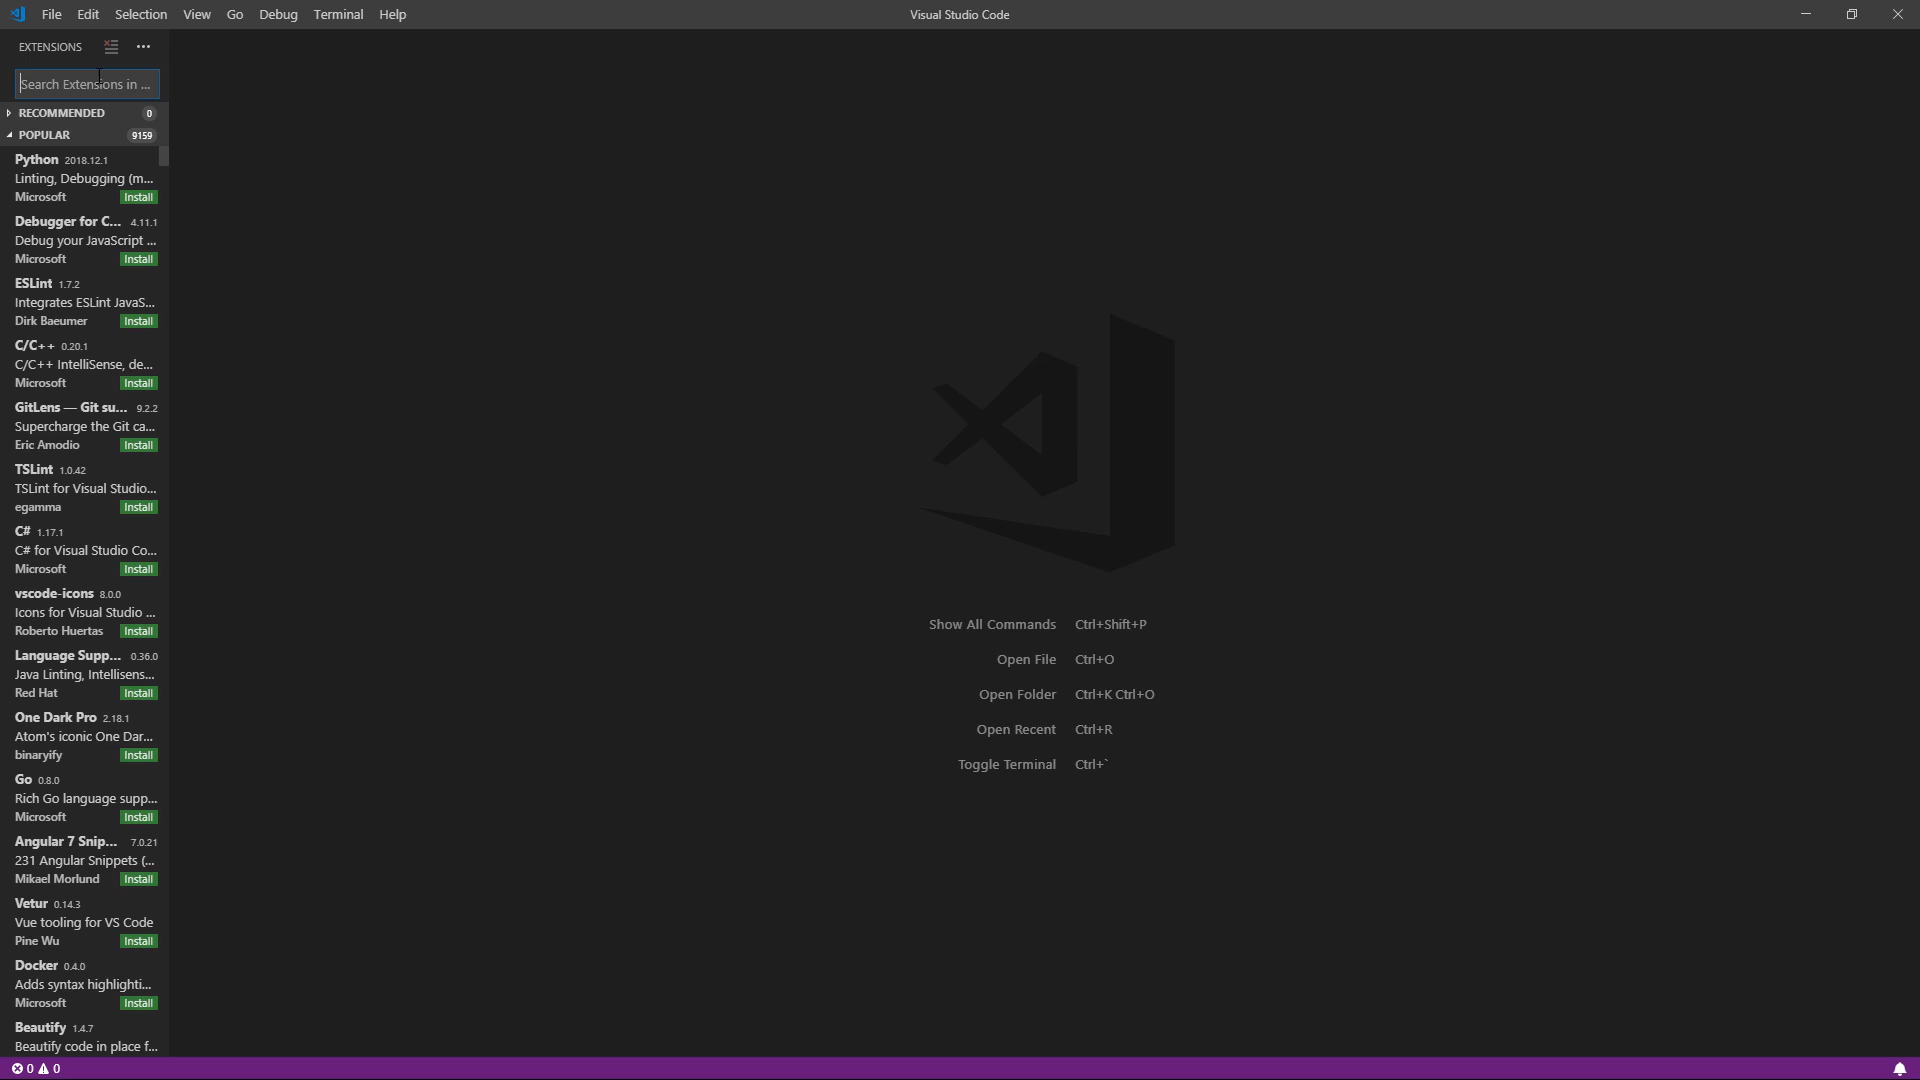 File Edit Selection View Go Debug Terminal Help
Visual Studio Code
EXTENSIONS
Search Extensions in ...
RECOMMENDED 0
POPULAR 9159
Python 2018.12.1
Linting, Debugging (m...
Microsoft Install
Debugger for C... 4.11.1
Debug your JavaScript ...
Microsoft Install
ESLint 1.7.2
Integrates ESLint JavaS...
Dirk Baeumer Install
C/C++ 0.20.1
C/C++ IntelliSense, de...
Microsoft Install
GitLens — Git su... 9.2.2
Supercharge the Git ca...
Eric Amodio Install
TSLint 1.0.42
TSLint for Visual Studio...
egamma Install
C# 1.17.1
C# for Visual Studio Co...
Microsoft Install
vscode-icons 8.0.0
Icons for Visual Studio ...
Roberto Huertas Install
Language Supp... 0.36.0
Java Linting, Intellisens...
Red Hat Install
One Dark Pro 2.18.1
Atom's iconic One Dar...
binaryify Install
Go 0.8.0
Rich Go language supp...
Microsoft Install
Angular 7 Snip... 7.0.21
231 Angular Snippets (...
Mikael Morlund Install
Vetur 0.14.3
Vue tooling for VS Code
Pine Wu Install
Docker 0.4.0
Adds syntax highlighti...
Microsoft Install
Beautify 1.4.7
Beautify code in place f...
Show All Commands Ctrl+Shift+P
Open File Ctrl+O
Open Folder Ctrl+K Ctrl+O
Open Recent Ctrl+R
Toggle Terminal Ctrl+`
0 0